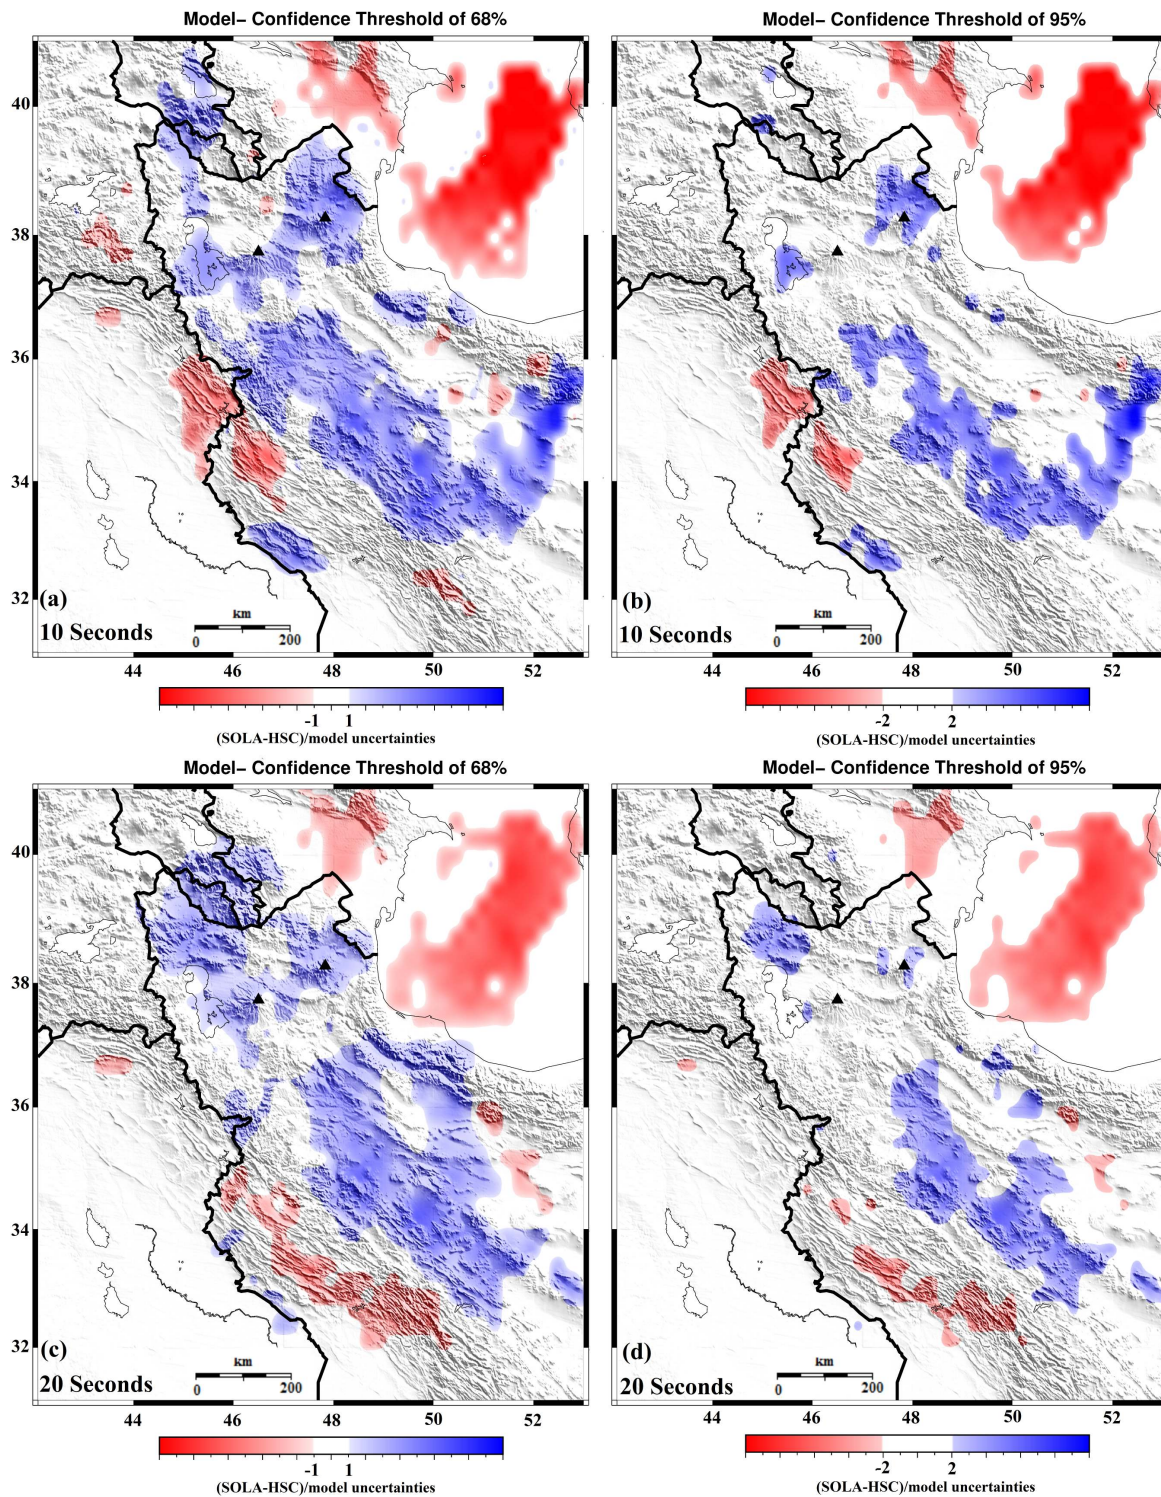 Model– Confidence Threshold of 68%
40
38
36
34
32
(a)
10 Seconds
km
0 200
44 46 48 50 52
-1 1
(SOLA-HSC)/model uncertainties
Model– Confidence Threshold of 95%
(b)
10 Seconds
km
0 200
44 46 48 50 52
-2 2
(SOLA-HSC)/model uncertainties
Model– Confidence Threshold of 68%
40
38
36
34
32
(c)
20 Seconds
km
0 200
44 46 48 50 52
-1 1
(SOLA-HSC)/model uncertainties
Model– Confidence Threshold of 95%
(d)
20 Seconds
km
0 200
44 46 48 50 52
-2 2
(SOLA-HSC)/model uncertainties